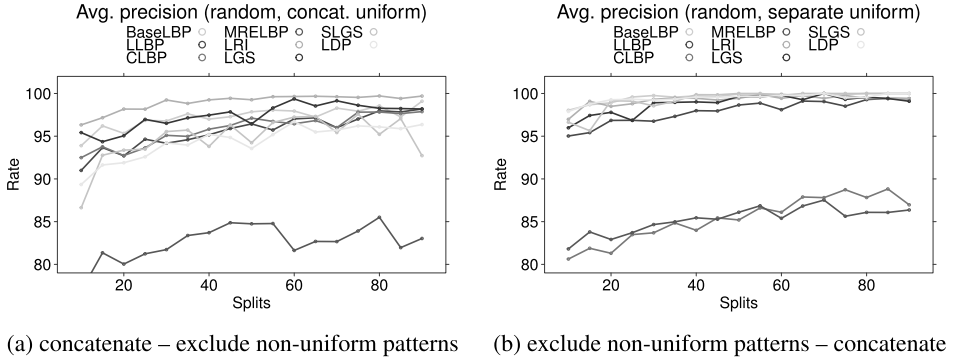 Avg. precision (random, concat. uniform)
BaseLBP MRELBP SLGS
LLBP LRI LDP
CLBP LGS
100
95
90
85
80
Rate
20 40 60 80
Splits
(a) concatenate – exclude non-uniform patterns
Avg. precision (random, separate uniform)
BaseLBP MRELBP SLGS
LLBP LRI LDP
CLBP LGS
100
95
90
85
80
Rate
20 40 60 80
Splits
(b) exclude non-uniform patterns – concatenate